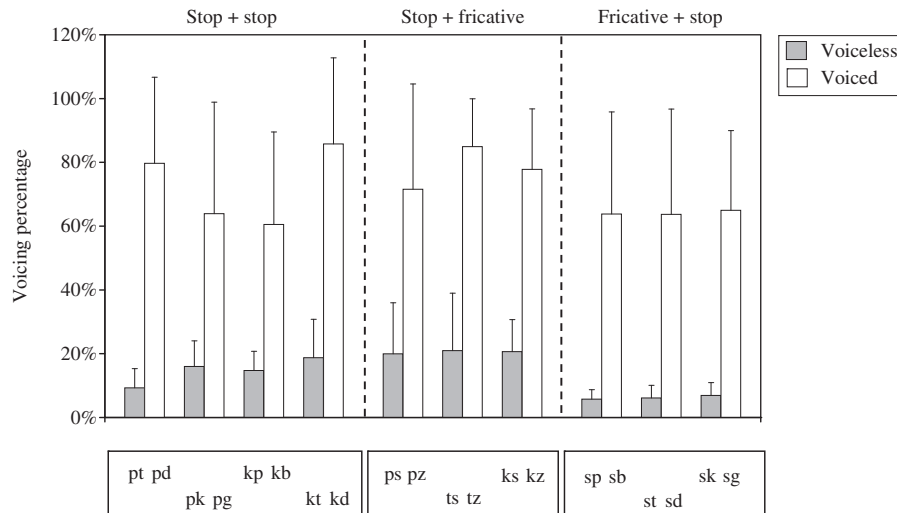 Stop + stop Stop + fricative Fricative + stop
120%
100%
80%
60%
40%
20%
0%
Voicing percentage
Voiceless
Voiced
pt pd kp kb ps pz ks kz sp sb sk sg
pk pg kt kd ts tz st sd